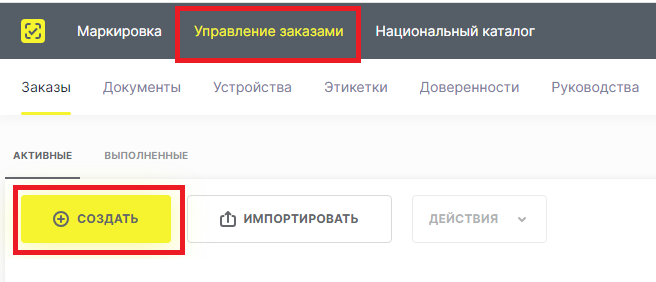 Маркировка Управление заказами Национальный каталог
Заказы Документы Устройства Этикетки Доверенности Руководства
АКТИВНЫЕ ВЫПОЛНЕННЫЕ
СОЗДАТЬ ИМПОРТИРОВАТЬ ДЕЙСТВИЯ